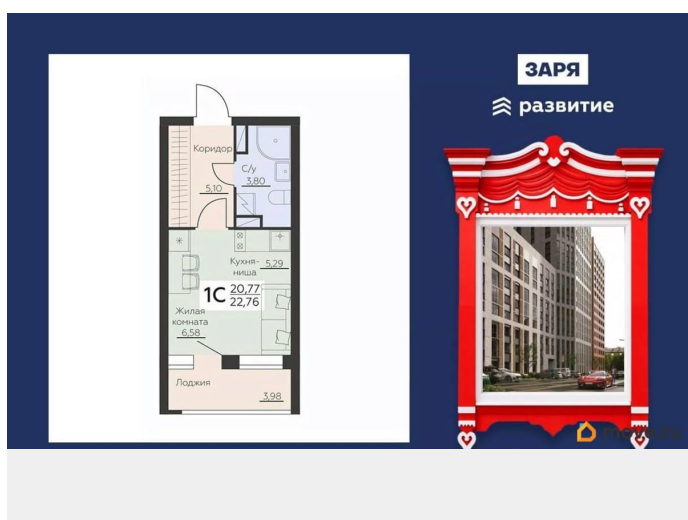 ЗАРЯ
развитие
Коридор
5,10
С/у
3,80
Кухня-
ниша
5,29
1С
20,77
22,76
Жилая
комната
6,58
Лоджия
3,98